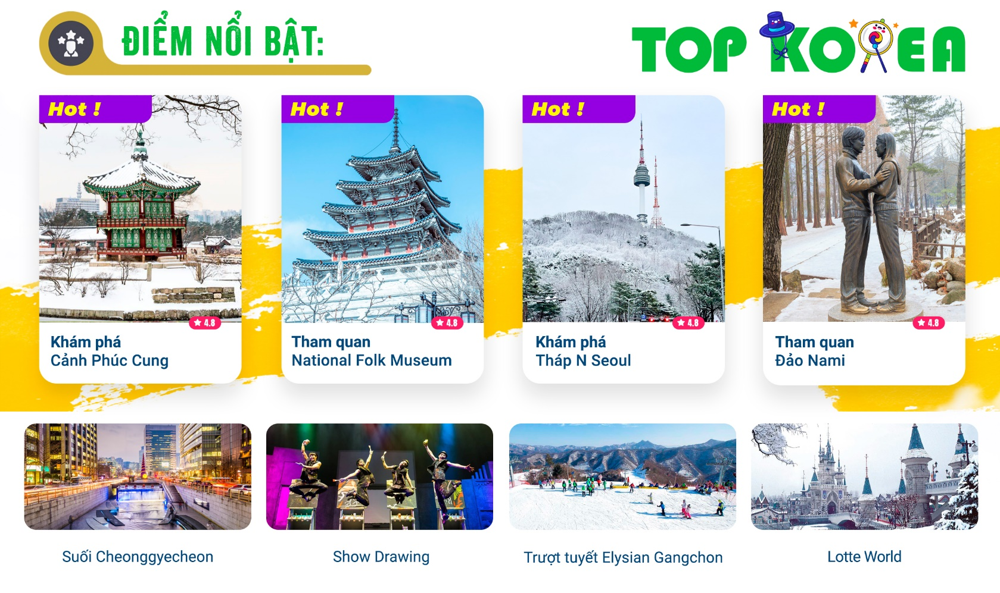 ĐIỂM NỔI BẬT:
TOP KOREA
Hot !
Hot !
Hot !
Hot !
4.8
4.8
4.8
4.8
Khám phá
Cảnh Phúc Cung
Tham quan
National Folk Museum
Khám phá
Tháp N Seoul
Tham quan
Đảo Nami
Suối Cheonggyecheon
Show Drawing
Trượt tuyết Elysian Gangchon
Lotte World